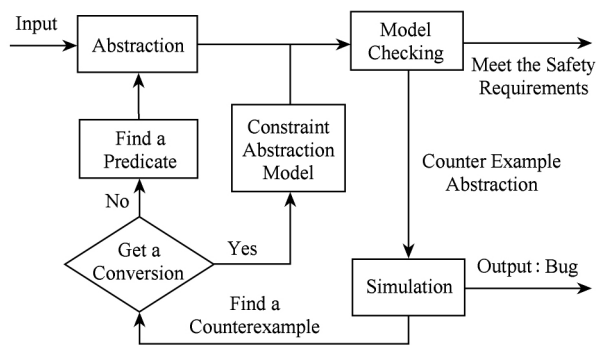 Input
Abstraction
Model
Checking
Meet the Safety
Requirements
Find a
Predicate
Constraint
Abstraction
Model
Counter Example
Abstraction
No
Get a
Conversion
Yes
Simulation
Output: Bug
Find a
Counterexample